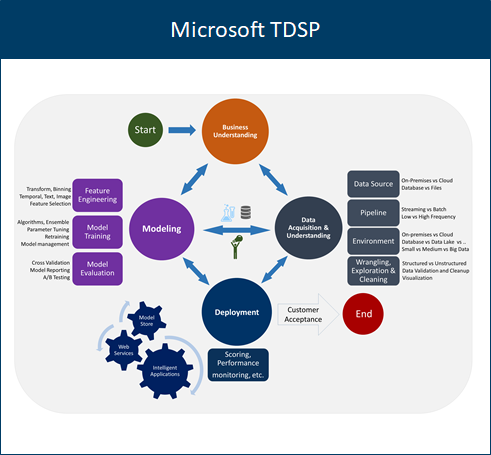 Microsoft TDSP
Start
Business
Understanding
Feature
Engineering
Transform, Binning
Temporal, Text, Image
Feature Selection
Model
Training
Algorithms, Ensemble
Parameter Tuning
Retraining
Model management
Model
Evaluation
Cross Validation
Model Reporting
A/B Testing
Modeling
Data
Acquisition &
Understanding
Data Source
On-Premises vs Cloud
Database vs Files
Pipeline
Streaming vs Batch
Low vs High Frequency
Environment
On-premises vs Cloud
Database vs Data Lake vs ..
Small vs Medium vs Big Data
Wrangling,
Exploration &
Cleaning
Structured vs Unstructured
Data Validation and Cleanup
Visualization
Deployment
Customer
Acceptance
End
Scoring,
Performance
monitoring, etc.
Model
Store
Web
Services
Intelligent
Applications